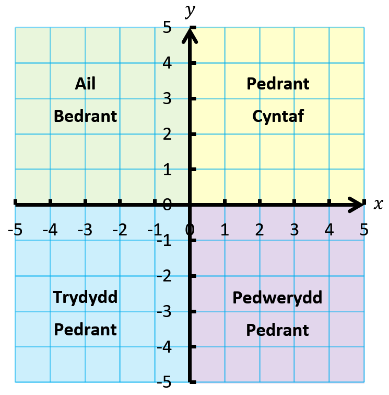 y
5
4
Ail
Pedrant
3
Bedrant
Cyntaf
2
1
0
x
-5 -4 -3 -2 -1 0 1 2 3 4 5
-1
-2
Trydydd
Pedwerydd
-3
Pedrant
Pedrant
-4
-5